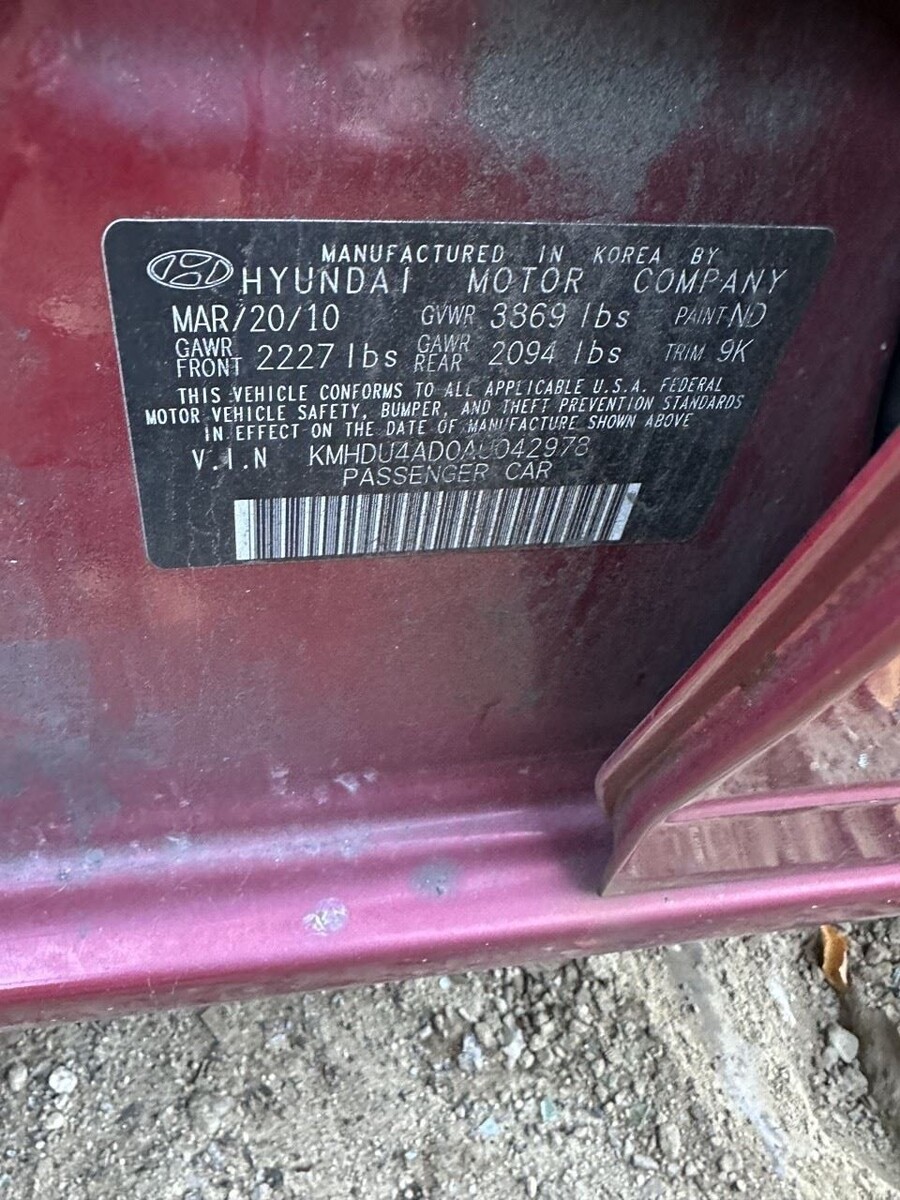 MANUFACTURED IN KOREA BY
HYUNDAI MOTOR COMPANY
MAR/20/10 GVWR 3869 lbs PAINT ND
GAWR FRONT 2227 lbs GAWR REAR 2094 lbs TRIM 9K
THIS VEHICLE CONFORMS TO ALL APPLICABLE U.S.A. FEDERAL
MOTOR VEHICLE SAFETY, BUMPER, AND THEFT PREVENTION STANDARDS
IN EFFECT ON THE DATE OF MANUFACTURE SHOWN ABOVE
V.I.N KMHDU4AD0AU042978
PASSENGER CAR